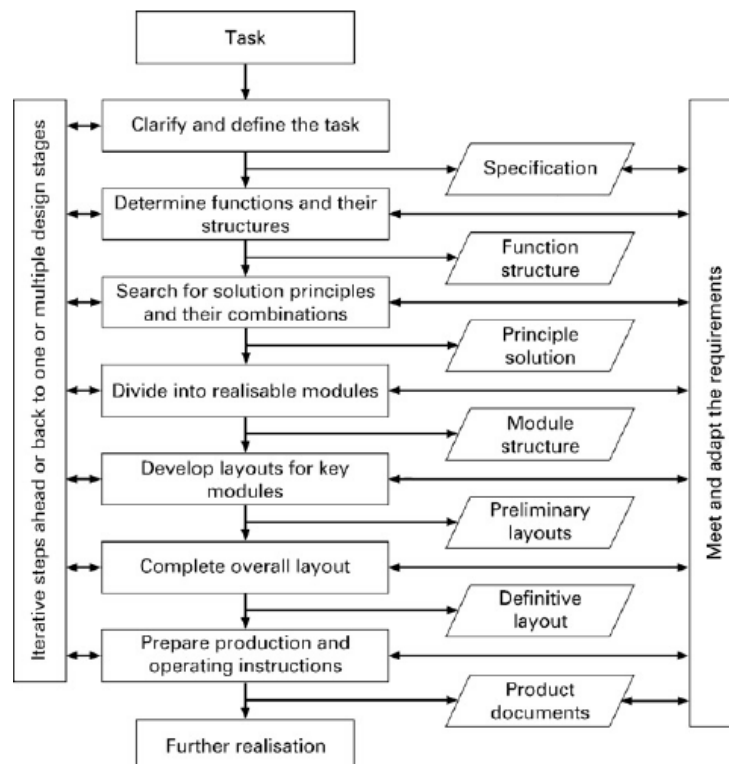 Task
Iterative steps ahead or back to one or multiple design stages
Clarify and define the task
Specification
Determine functions and their
structures
Function
structure
Search for solution principles
and their combinations
Principle
solution
Divide into realisable modules
Module
structure
Develop layouts for key
modules
Preliminary
layouts
Complete overall layout
Definitive
layout
Prepare production and
operating instructions
Product
documents
Further realisation
Meet and adapt the requirements